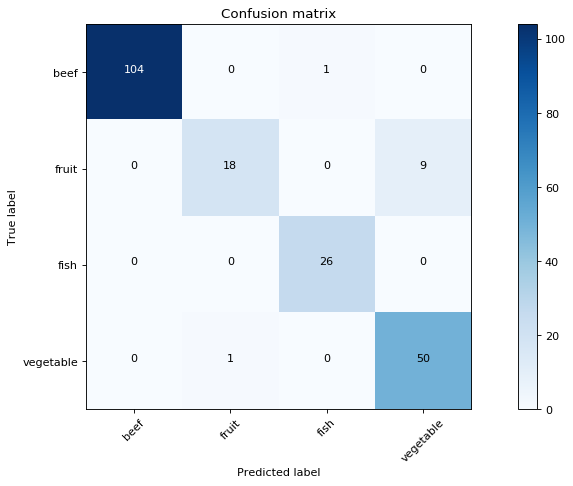 Confusion matrix
True label
beef 104 0 1 0
fruit 0 18 0 9
fish 0 0 26 0
vegetable 0 1 0 50
beef fruit fish vegetable
Predicted label
100
80
60
40
20
0